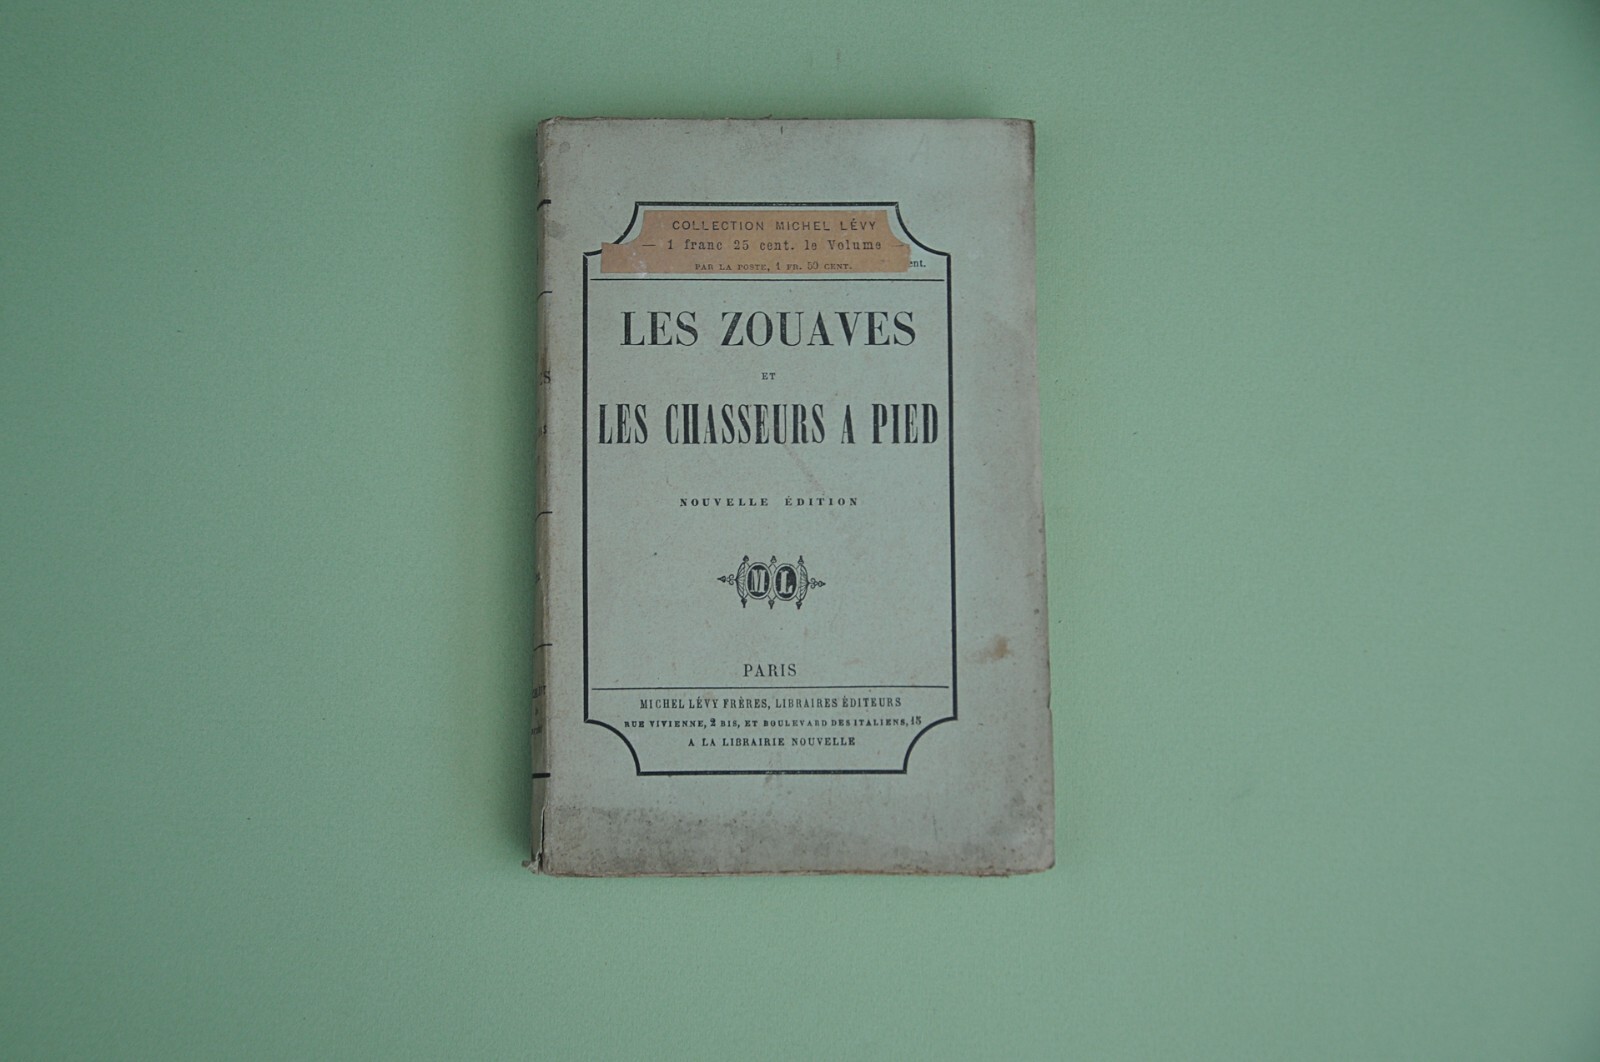 COLLECTION MICHEL LÉVY
— 1 franc 25 cent. le Volume —
PAR LA POSTE, 1 FR. 50 CENT.
LES ZOUAVES
ET
LES CHASSEURS A PIED
NOUVELLE ÉDITION
M L
PARIS
MICHEL LÉVY FRÈRES, LIBRAIRES ÉDITEURS
RUE VIVIENNE, 2 BIS, ET BOULEVARD DES ITALIENS, 15
A LA LIBRAIRIE NOUVELLE